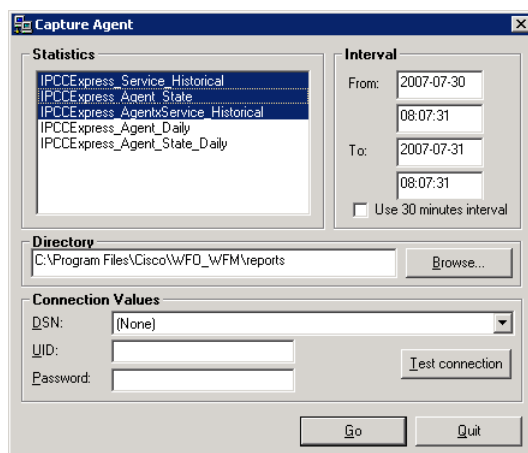 Capture Agent
Statistics
IPCCExpress_Service_Historical
IPCCExpress_Agent_State
IPCCExpress_AgentxService_Historical
IPCCExpress_Agent_Daily
IPCCExpress_Agent_State_Daily
Interval
From: 2007-07-30
08:07:31
To: 2007-07-31
08:07:31
Use 30 minutes interval
Directory
C:\Program Files\Cisco\WFO_WFM\reports
Browse...
Connection Values
DSN: (None)
UID:
Password:
Test connection
Go
Quit